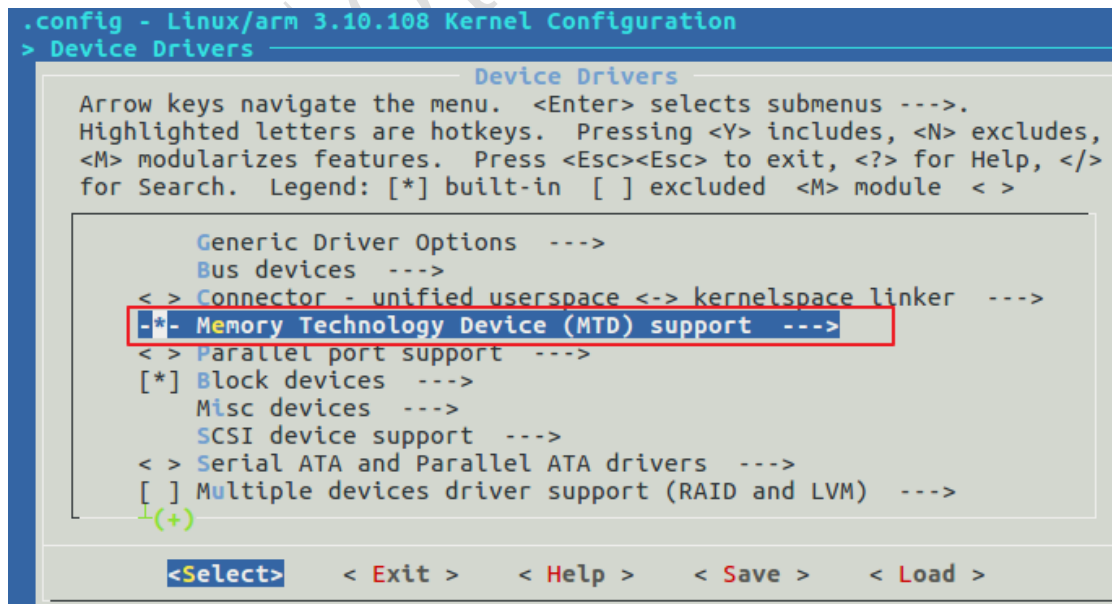 .config - Linux/arm 3.10.108 Kernel Configuration
> Device Drivers
Device Drivers
Arrow keys navigate the menu.  <Enter> selects submenus --->.
Highlighted letters are hotkeys.  Pressing <Y> includes, <N> excludes,
<M> modularizes features.  Press <Esc><Esc> to exit, <?> for Help, </>
for Search.  Legend: [*] built-in  [ ] excluded  <M> module  < >
Generic Driver Options  --->
Bus devices  --->
< > Connector - unified userspace <-> kernelspace linker  --->
-*- Memory Technology Device (MTD) support  --->
< > Parallel port support  --->
[*] Block devices  --->
Misc devices  --->
SCSI device support  --->
< > Serial ATA and Parallel ATA drivers  --->
[ ] Multiple devices driver support (RAID and LVM)  --->
┴(+)
<Select>    < Exit >    < Help >    < Save >    < Load >